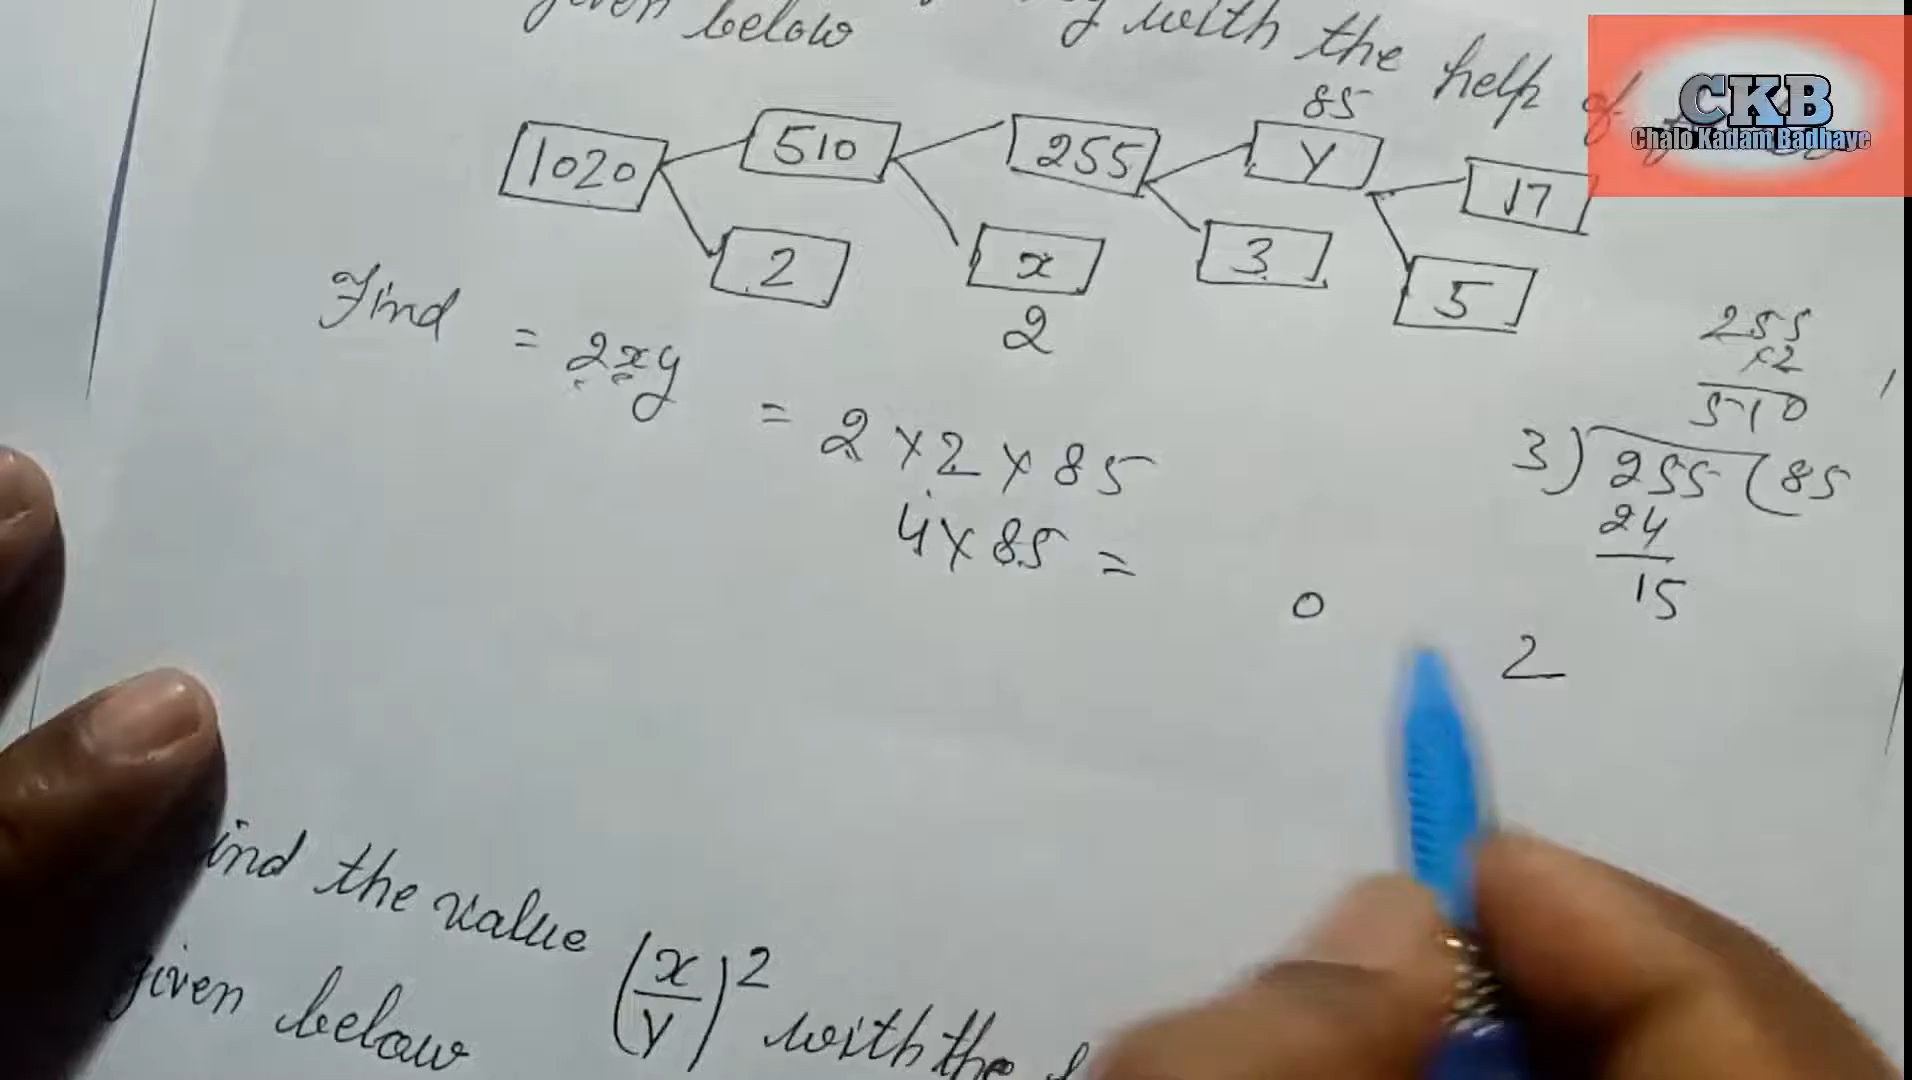 given below y with the help of
CKB
Chalo Kadam Badhaye
85
1020 510 255 y 17
2 x 3 5
2
Find = 2xy
= 2 × 2 × 85
4 × 85 =
0
2
255
×2
510
3) 255 (85
24
15
ind the value (x/y)²
given below with the